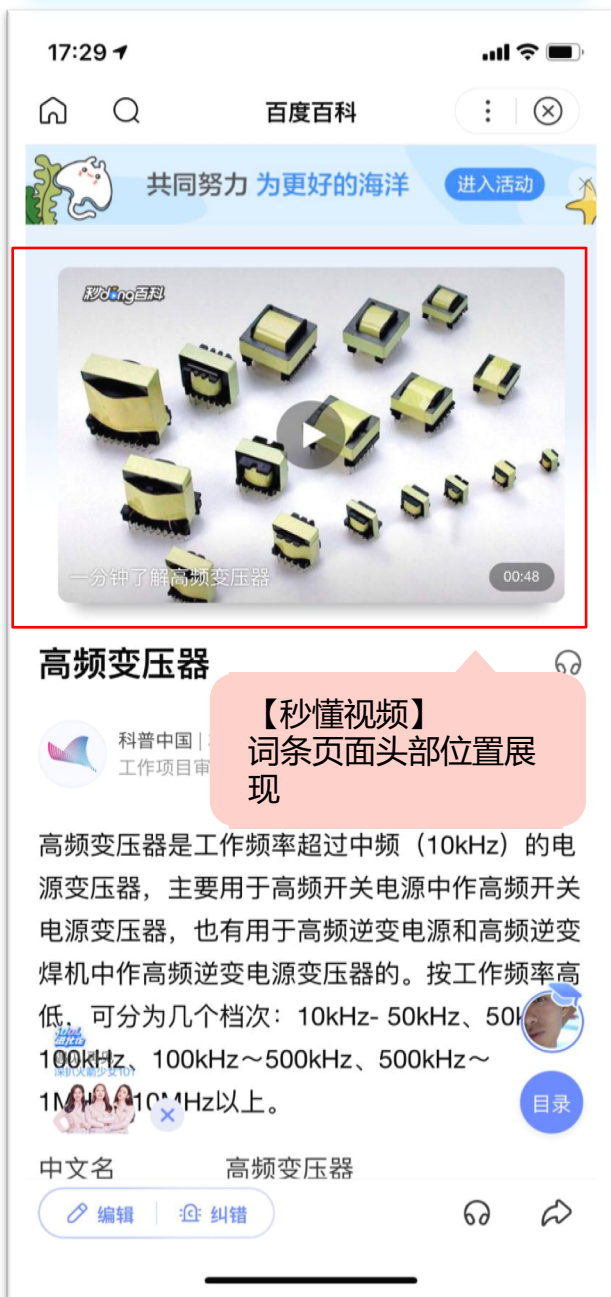 17:29
百度百科
共同努力 为更好的海洋 进入活动
秒dǒng百科
一分钟了解高频变压器 00:48
高频变压器
【秒懂视频】
词条页面头部位置展
现
科普中国 |
工作项目审
高频变压器是工作频率超过中频（10kHz）的电
源变压器，主要用于高频开关电源中作高频开关
电源变压器，也有用于高频逆变电源和高频逆变
焊机中作高频逆变电源变压器的。按工作频率高
低，可分为几个档次：10kHz- 50kHz、50k
100kHz、100kHz～500kHz、500kHz～
1M 10MHz以上。
目录
中文名 高频变压器
编辑 纠错